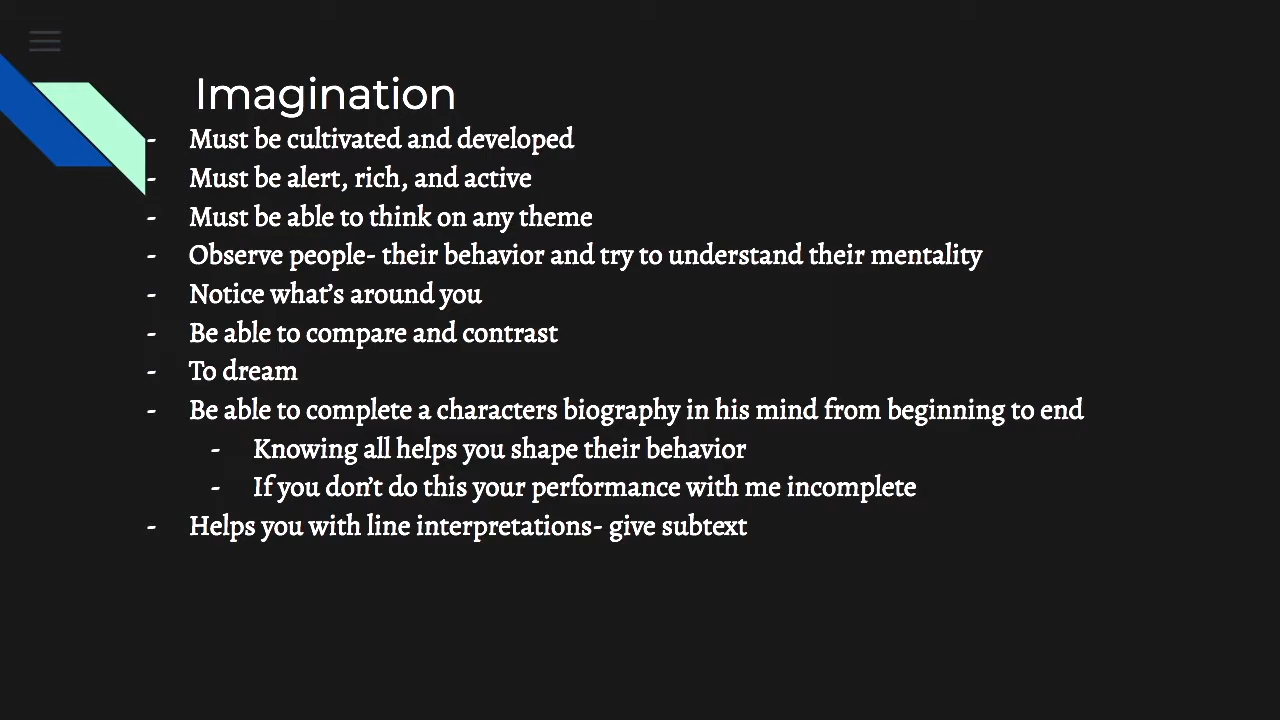 Imagination
- Must be cultivated and developed
- Must be alert, rich, and active
- Must be able to think on any theme
- Observe people- their behavior and try to understand their mentality
- Notice what's around you
- Be able to compare and contrast
- To dream
- Be able to complete a characters biography in his mind from beginning to end
- Knowing all helps you shape their behavior
- If you don't do this your performance with me incomplete
- Helps you with line interpretations- give subtext